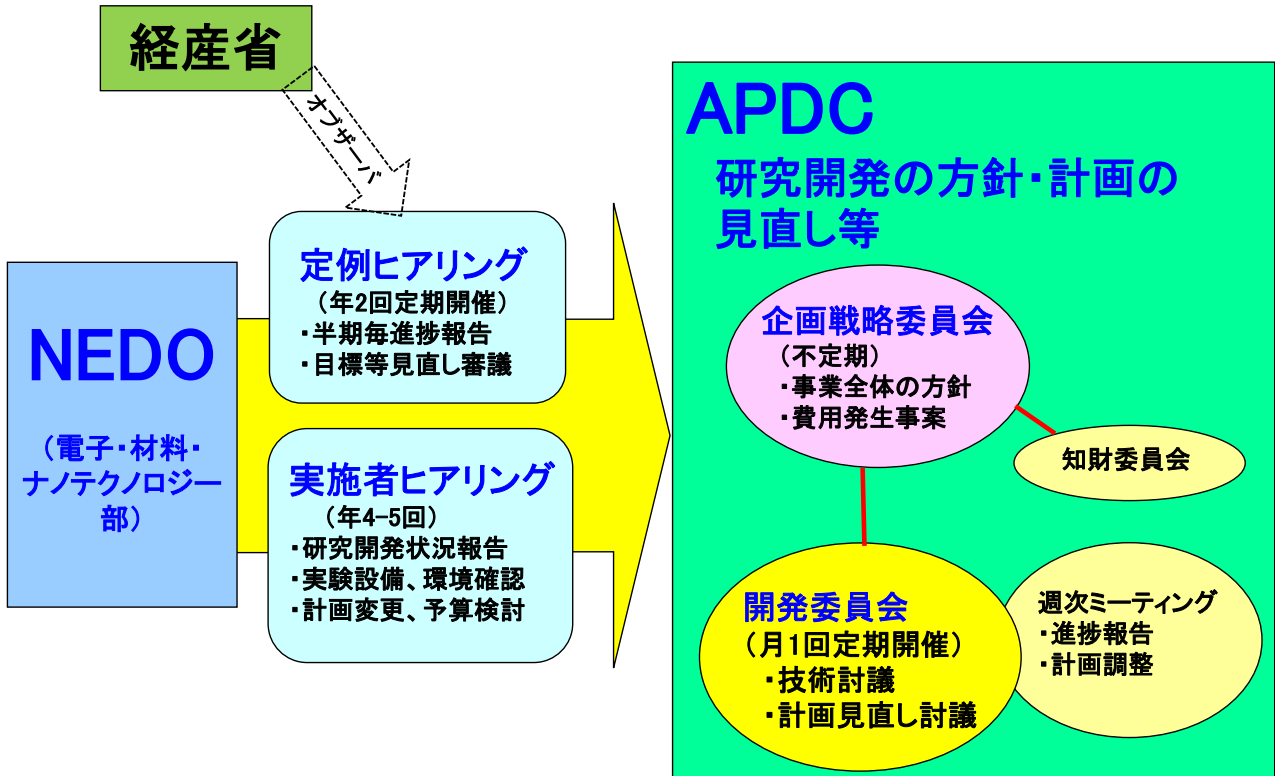 経産省
オブザーバ
NEDO
（電子・材料・
ナノテクノロジー
部）
定例ヒアリング
（年2回定期開催）
・半期毎進捗報告
・目標等見直し審議
実施者ヒアリング
（年4-5回）
・研究開発状況報告
・実験設備、環境確認
・計画変更、予算検討
APDC
研究開発の方針・計画の
見直し等
企画戦略委員会
（不定期）
・事業全体の方針
・費用発生事案
知財委員会
開発委員会
（月1回定期開催）
・技術討議
・計画見直し討議
週次ミーティング
・進捗報告
・計画調整